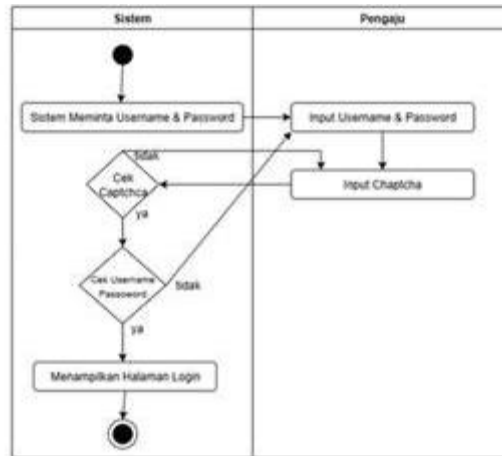 Sistem
Pengaju
Sistem Meminta Username & Password
Input Username & Password
tidak
Cek
Captchca
Input Chaptcha
ya
Cek Username
Passoword
tidak
ya
Menampilkan Halaman Login